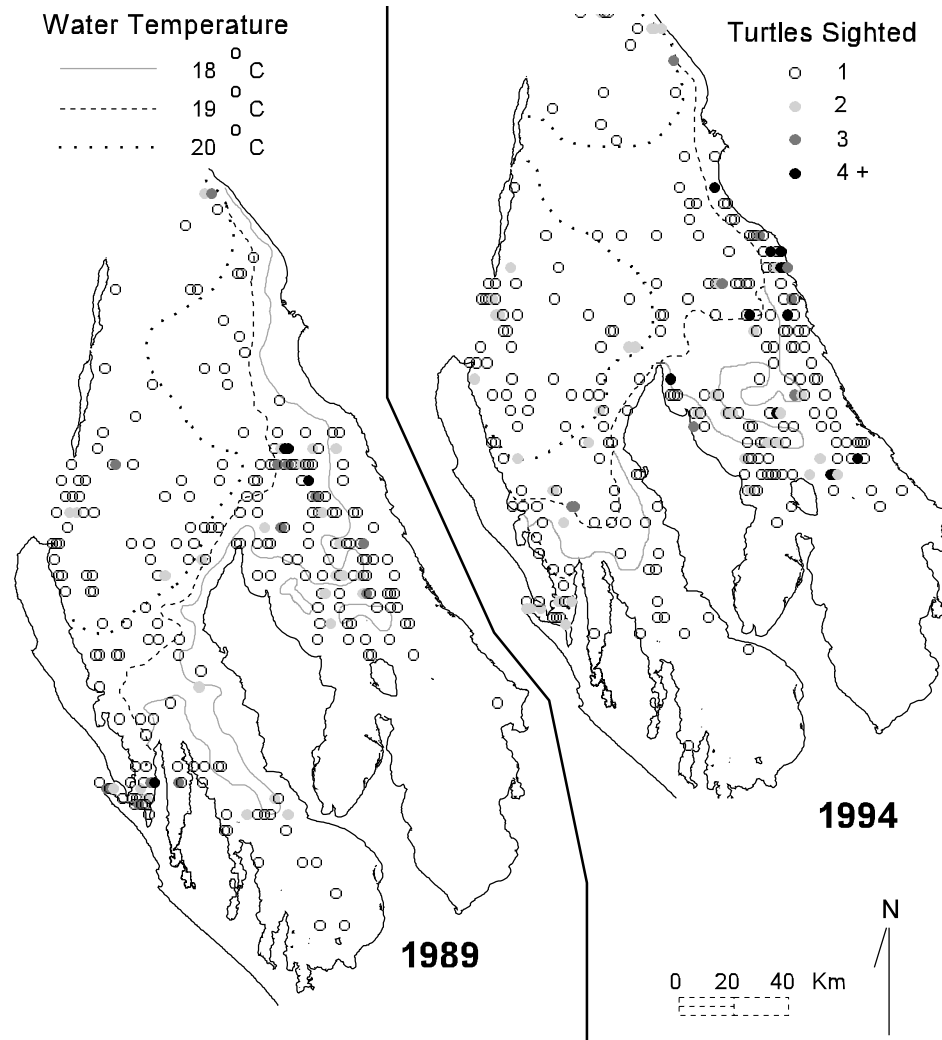 Water Temperature
18 °C
19 °C
20 °C
Turtles Sighted
1
2
3
4 +
1994
1989
N
0 20 40 Km